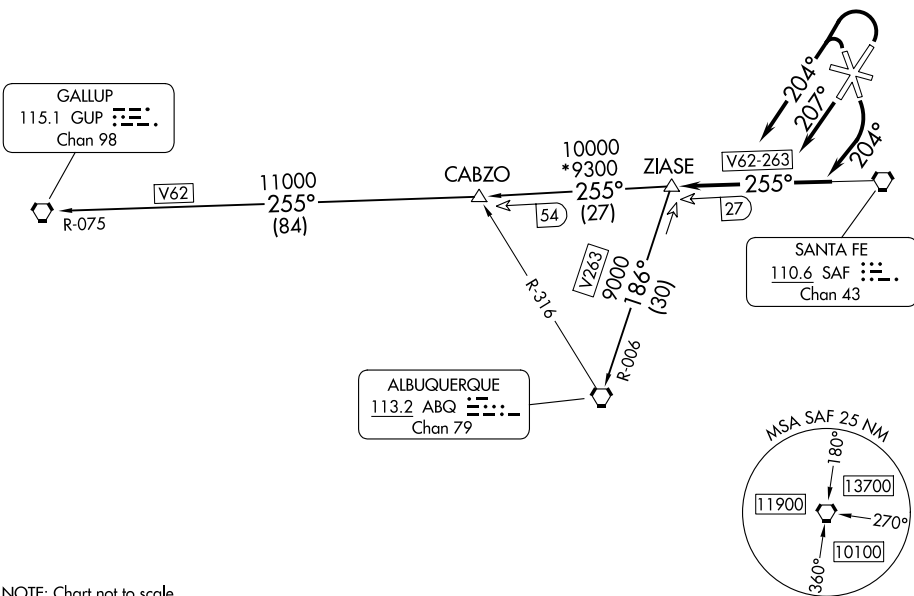 GALLUP
115.1 GUP
Chan 98
R-075
V62
11000
255°
(84)
CABZO
10000
*9300
255°
(27)
54
ZIASE
V62-263
255°
27
204°
207°
204°
SANTA FE
110.6 SAF
Chan 43
V263
9000
186°
(30)
R-316
R-006
ALBUQUERQUE
113.2 ABQ
Chan 79
MSA SAF 25 NM
180°
13700
11900
270°
10100
360°
NOTE: Chart not to scale